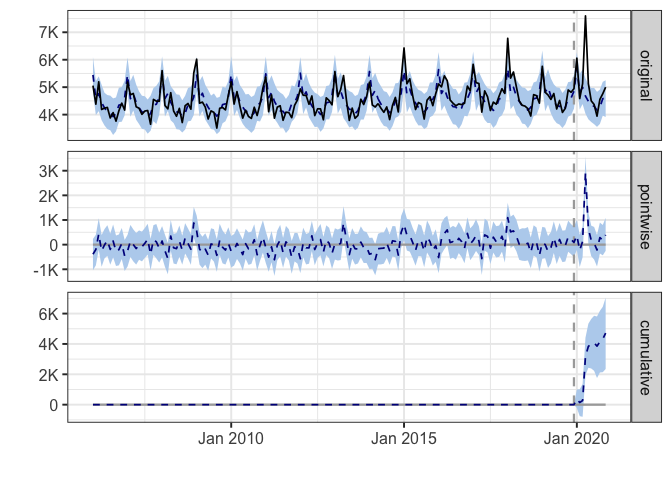 7K
6K
5K
4K
original
3K
2K
1K
0
-1K
pointwise
6K
4K
2K
0
cumulative
Jan 2010
Jan 2015
Jan 2020